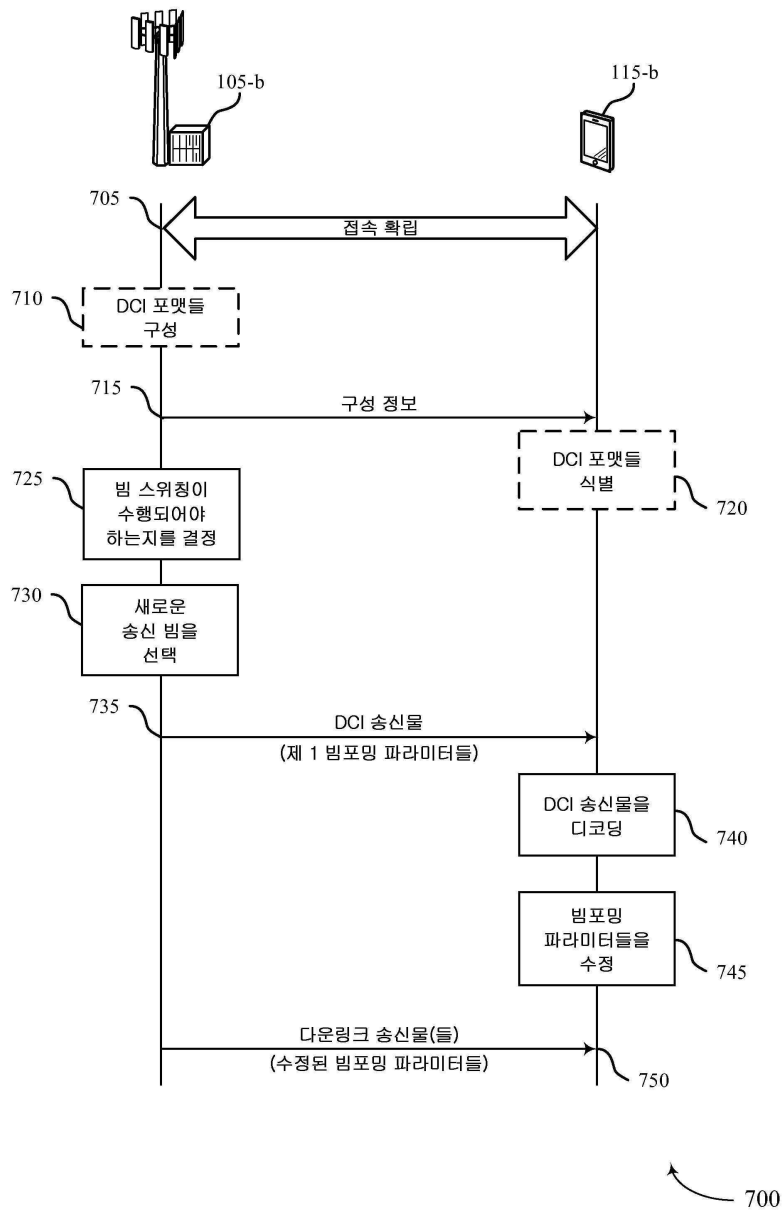 105-b
115-b
705
접속 확립
710
DCI 포맷들
구성
715
구성 정보
DCI 포맷들
식별
720
725
빔 스위칭이
수행되어야
하는지를 결정
730
새로운
송신 빔을
선택
735
DCI 송신물
(제 1 빔포밍 파라미터들)
DCI 송신물을
디코딩
740
빔포밍
파라미터들을
수정
745
다운링크 송신물(들)
(수정된 빔포밍 파라미터들)
750
700